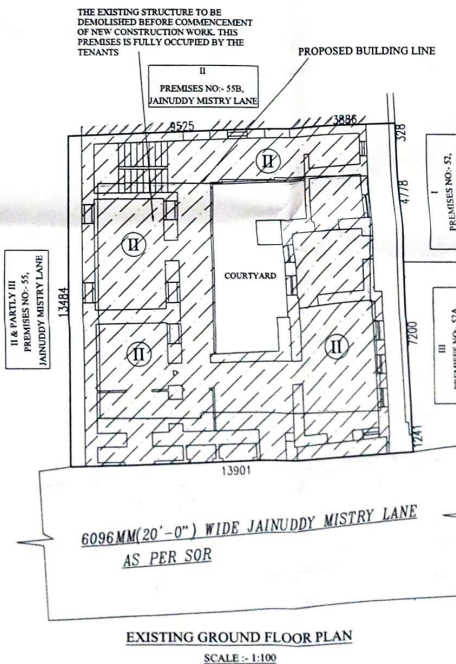 THE EXISTING STRUCTURE TO BE
DEMOLISHED BEFORE COMMENCEMENT
OF NEW CONSTRUCTION WORK. THIS
PREMISES IS FULLY OCCUPIED BY THE
TENANTS
PROPOSED BUILDING LINE
II
PREMISES NO:- 55B,
JAINUDDY MISTRY LANE
9525
3886
328
II
I
PREMISES NO:- 52,
4778
II
COURTYARD
II & PARTLY III
PREMISES NO:- 55,
JAINUDDY MISTRY LANE
13484
II
II
7200
III
PREMISES NO:- 52A
1241
13901
6096MM(20'-0") WIDE JAINUDDY MISTRY LANE
AS PER SOR
EXISTING GROUND FLOOR PLAN
SCALE :- 1:100